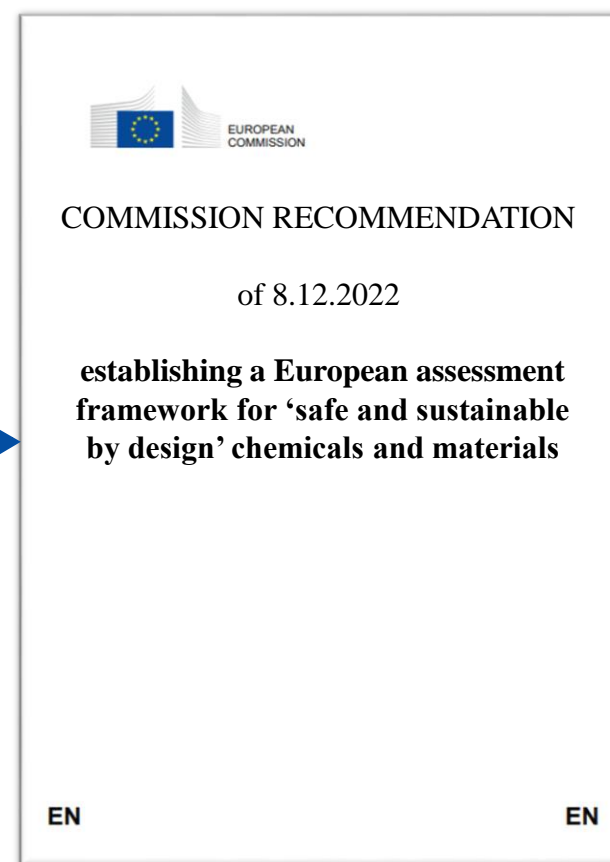 EUROPEAN
COMMISSION
COMMISSION RECOMMENDATION
of 8.12.2022
establishing a European assessment
framework for ‘safe and sustainable
by design’ chemicals and materials
EN EN